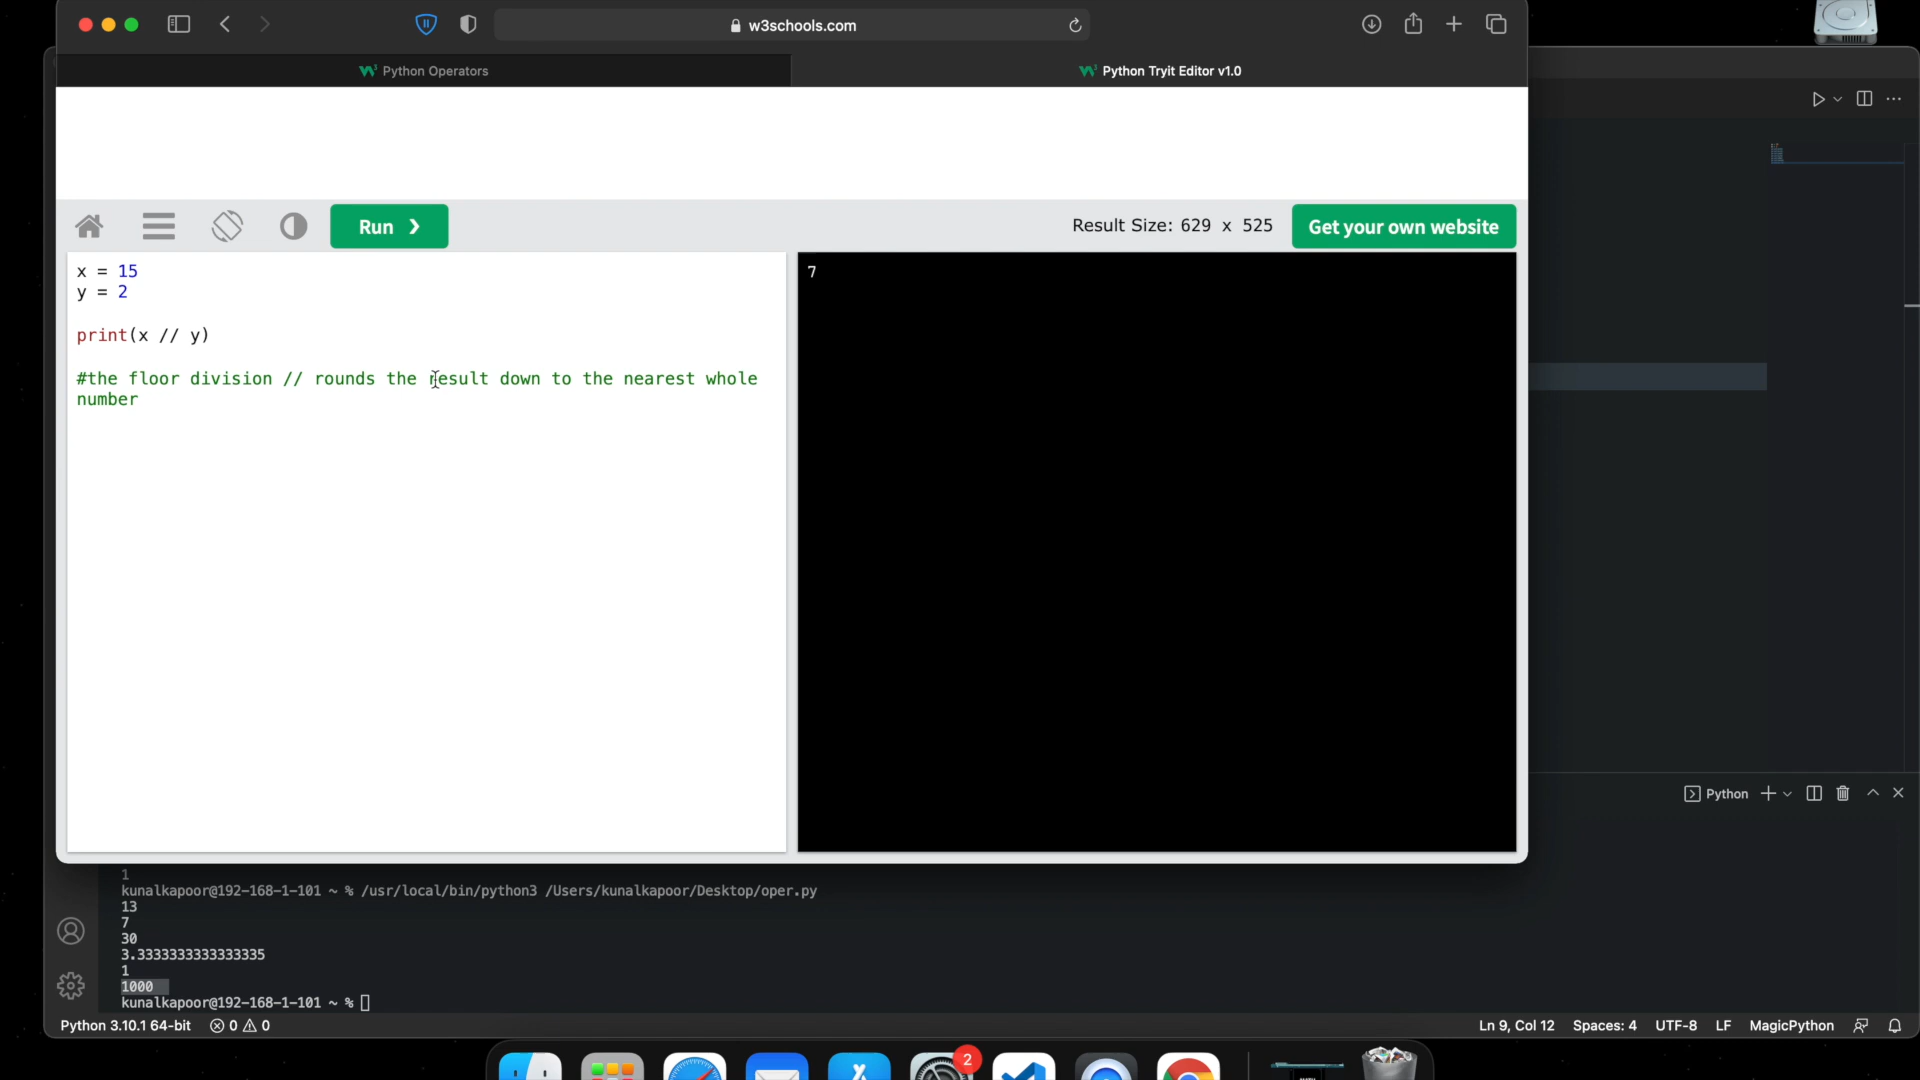 w3schools.com
Python Operators
Python Tryit Editor v1.0
Run ❯
Result Size: 629 x 525
Get your own website
x = 15
y = 2
print(x // y)
#the floor division // rounds the result down to the nearest whole
number
7
Python
1
kunalkapoor@192-168-1-101 ~ % /usr/local/bin/python3 /Users/kunalkapoor/Desktop/oper.py
13
7
30
3.3333333333333335
1
1000
kunalkapoor@192-168-1-101 ~ %
Python 3.10.1 64-bit 0 0
Ln 9, Col 12 Spaces: 4 UTF-8 LF MagicPython
2